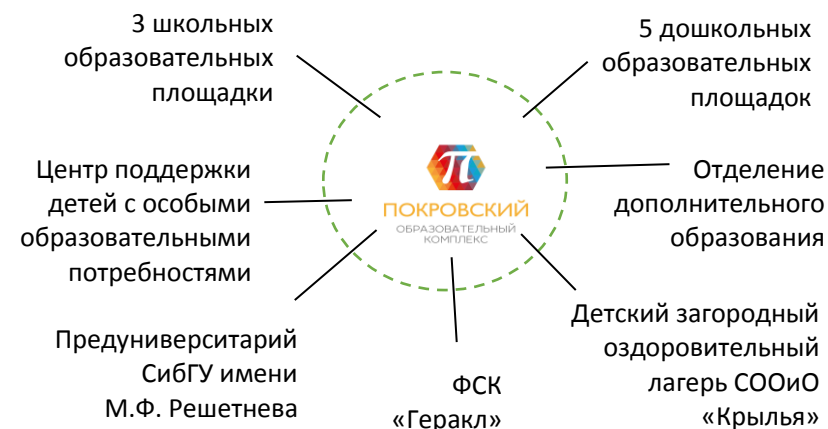 3 школьных
образовательных
площадки
5 дошкольных
образовательных
площадок
Центр поддержки
детей с особыми
образовательными
потребностями
π
ПОКРОВСКИЙ
ОБРАЗОВАТЕЛЬНЫЙ
КОМПЛЕКС
Отделение
дополнительного
образования
Предуниверситарий
СибГУ имени
М.Ф. Решетнева
ФСК
«Геракл»
Детский загородный
оздоровительный
лагерь СООиО
«Крылья»